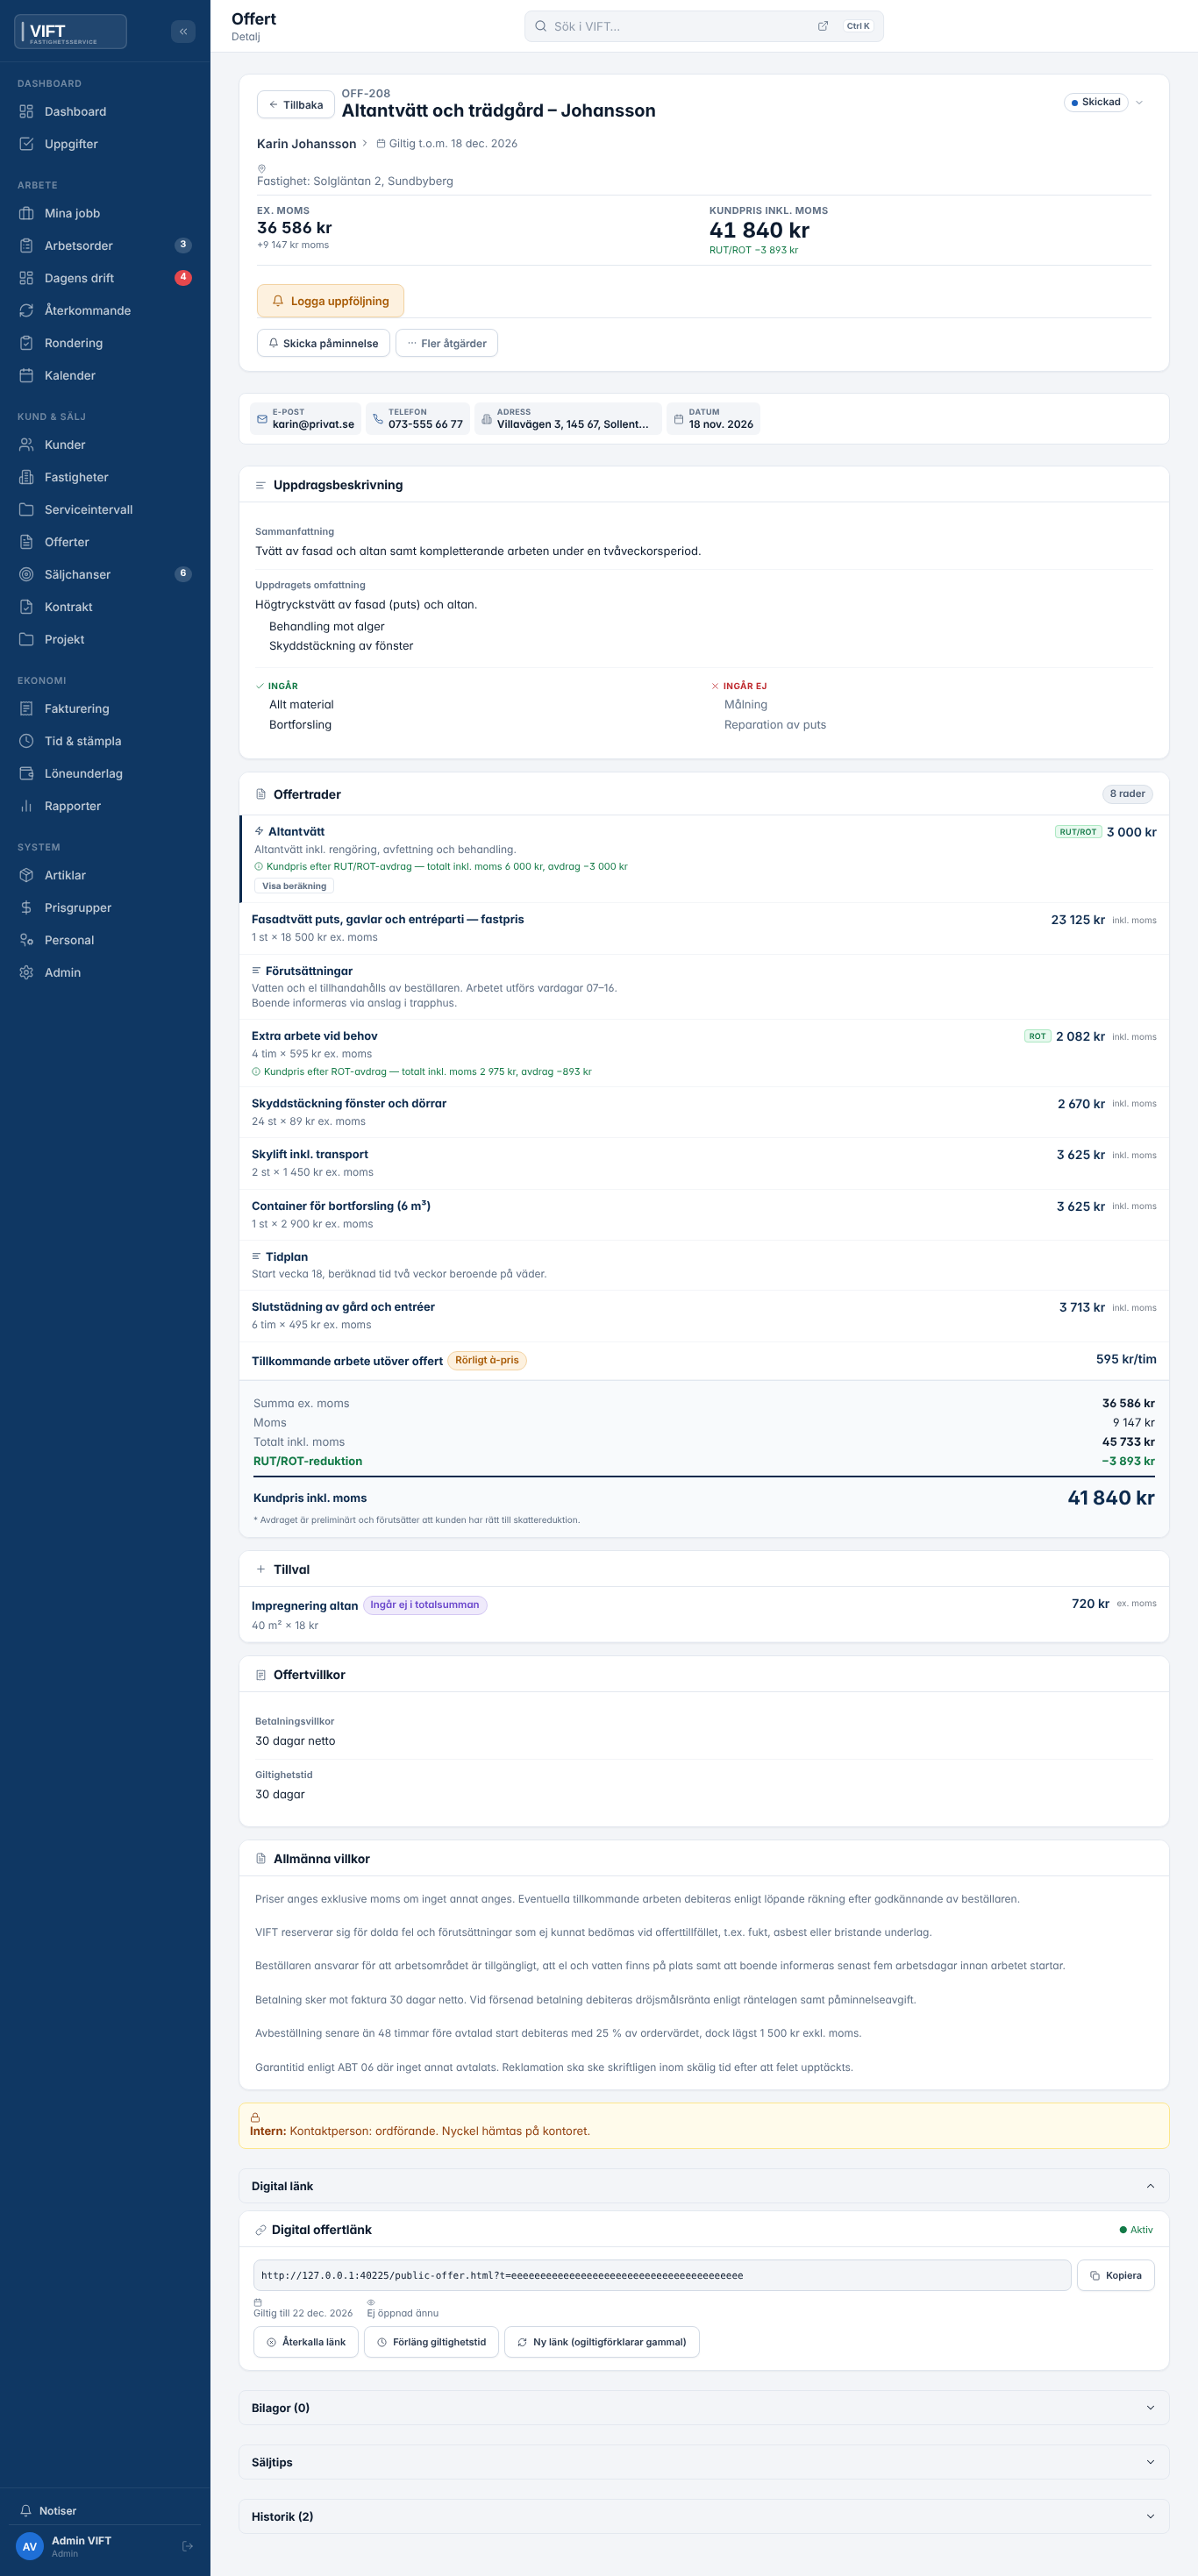 VIFT
FASTIGHETSSERVICE
DASHBOARD
Dashboard
Uppgifter
ARBETE
Mina jobb
Arbetsorder 3
Dagens drift 4
Återkommande
Rondering
Kalender
KUND & SÄLJ
Kunder
Fastigheter
Serviceintervall
Offerter
Säljchanser 6
Kontrakt
Projekt
EKONOMI
Fakturering
Tid & stämpla
Löneunderlag
Rapporter
SYSTEM
Artiklar
Prisgrupper
Personal
Admin
Notiser
AV
Admin VIFT
Admin
Offert
Detalj
Sök i VIFT...
Ctrl K
Tillbaka
OFF-208
Altantvätt och trädgård – Johansson
Skickad
Karin Johansson
Giltig t.o.m. 18 dec. 2026
Fastighet: Solgläntan 2, Sundbyberg
EX. MOMS
36 586 kr
+9 147 kr moms
KUNDPRIS INKL. MOMS
41 840 kr
RUT/ROT −3 893 kr
Logga uppföljning
Skicka påminnelse
Fler åtgärder
E-POST
karin@privat.se
TELEFON
073-555 66 77
ADRESS
Villavägen 3, 145 67, Sollent...
DATUM
18 nov. 2026
Uppdragsbeskrivning
Sammanfattning
Tvätt av fasad och altan samt kompletterande arbeten under en tvåveckorsperiod.
Uppdragets omfattning
Högtryckstvätt av fasad (puts) och altan.
Behandling mot alger
Skyddstäckning av fönster
INGÅR
Allt material
Bortforsling
INGÅR EJ
Målning
Reparation av puts
Offertrader
8 rader
Altantvätt
RUT/ROT 3 000 kr
Altantvätt inkl. rengöring, avfettning och behandling.
Kundpris efter RUT/ROT-avdrag — totalt inkl. moms 6 000 kr, avdrag −3 000 kr
Visa beräkning
Fasadtvätt puts, gavlar och entréparti — fastpris
23 125 kr inkl. moms
1 st × 18 500 kr ex. moms
Förutsättningar
Vatten och el tillhandahålls av beställaren. Arbetet utförs vardagar 07–16.
Boende informeras via anslag i trapphus.
Extra arbete vid behov
ROT 2 082 kr inkl. moms
4 tim × 595 kr ex. moms
Kundpris efter ROT-avdrag — totalt inkl. moms 2 975 kr, avdrag −893 kr
Skyddstäckning fönster och dörrar
2 670 kr inkl. moms
24 st × 89 kr ex. moms
Skylift inkl. transport
3 625 kr inkl. moms
2 st × 1 450 kr ex. moms
Container för bortforsling (6 m³)
3 625 kr inkl. moms
1 st × 2 900 kr ex. moms
Tidplan
Start vecka 18, beräknad tid två veckor beroende på väder.
Slutstädning av gård och entréer
3 713 kr inkl. moms
6 tim × 495 kr ex. moms
Tillkommande arbete utöver offert Rörligt à-pris
595 kr/tim
Summa ex. moms 36 586 kr
Moms 9 147 kr
Totalt inkl. moms 45 733 kr
RUT/ROT-reduktion −3 893 kr
Kundpris inkl. moms 41 840 kr
* Avdraget är preliminärt och förutsätter att kunden har rätt till skattereduktion.
Tillval
Impregnering altan Ingår ej i totalsumman
720 kr ex. moms
40 m² × 18 kr
Offertvillkor
Betalningsvillkor
30 dagar netto
Giltighetstid
30 dagar
Allmänna villkor
Priser anges exklusive moms om inget annat anges. Eventuella tillkommande arbeten debiteras enligt löpande räkning efter godkännande av beställaren.
VIFT reserverar sig för dolda fel och förutsättningar som ej kunnat bedömas vid offerttillfället, t.ex. fukt, asbest eller bristande underlag.
Beställaren ansvarar för att arbetsområdet är tillgängligt, att el och vatten finns på plats samt att boende informeras senast fem arbetsdagar innan arbetet startar.
Betalning sker mot faktura 30 dagar netto. Vid försenad betalning debiteras dröjsmålsränta enligt räntelagen samt påminnelseavgift.
Avbeställning senare än 48 timmar före avtalad start debiteras med 25 % av ordervärdet, dock lägst 1 500 kr exkl. moms.
Garantitid enligt ABT 06 där inget annat avtalats. Reklamation ska ske skriftligen inom skälig tid efter att felet upptäckts.
Intern: Kontaktperson: ordförande. Nyckel hämtas på kontoret.
Digital länk
Digital offertlänk
Aktiv
http://127.0.0.1:40225/public-offer.html?t=eeeeeeeeeeeeeeeeeeeeeeeeeeeeeeeeeeeeeeee
Kopiera
Giltig till 22 dec. 2026
Ej öppnad ännu
Återkalla länk
Förläng giltighetstid
Ny länk (ogiltigförklarar gammal)
Bilagor (0)
Säljtips
Historik (2)